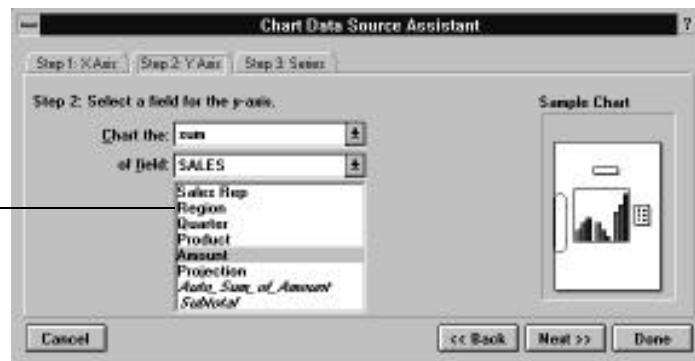 Chart Data Source Assistant ?
Step 1: X Axis Step 2: Y Axis Step 3: Series
Step 2: Select a field for the y-axis.
Sample Chart
Chart the: sum
of field: SALES
Sales Rep
Region
Quarter
Product
Amount
Projection
Auto_Sum_of_Amount
Subtotal
Cancel << Back Next >> Done